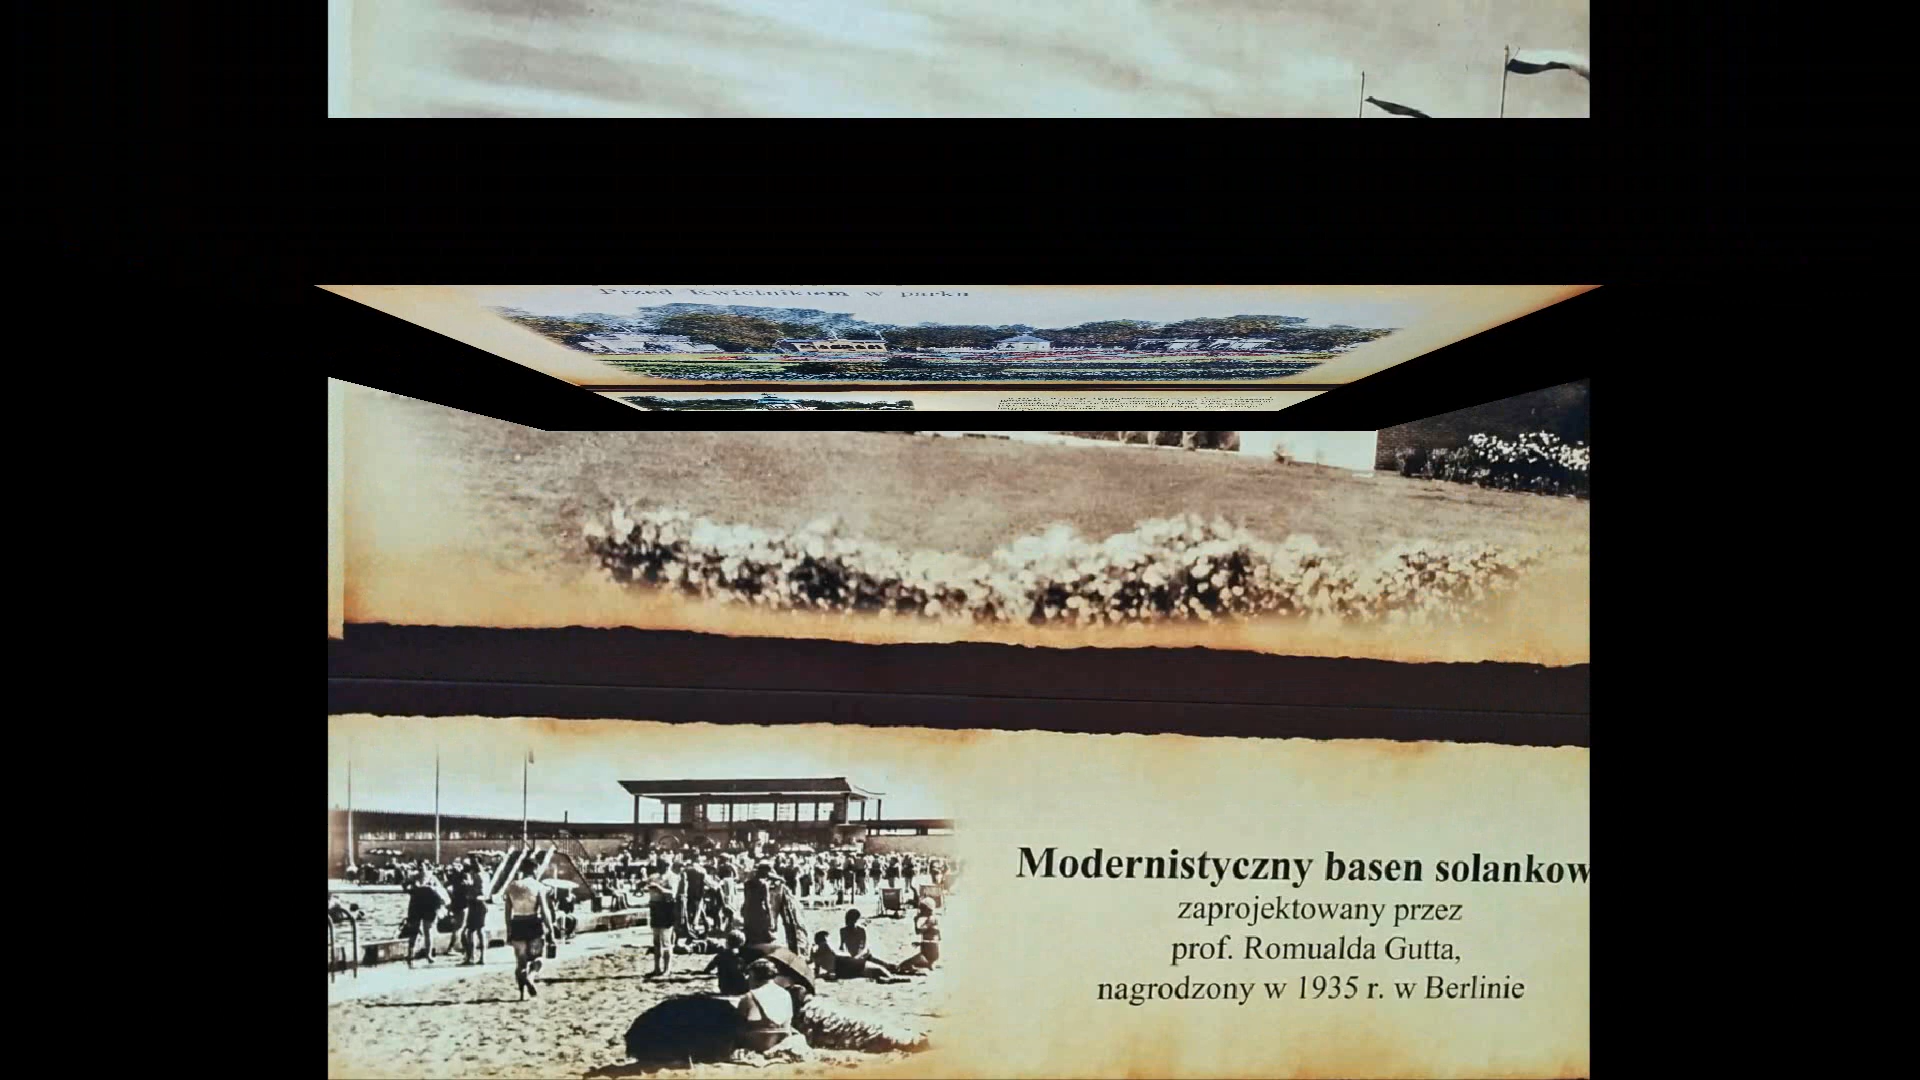 Przed Kwietnikiem w parku
Modernistyczny basen solankow
zaprojektowany przez
prof. Romualda Gutta,
nagrodzony w 1935 r. w Berlinie